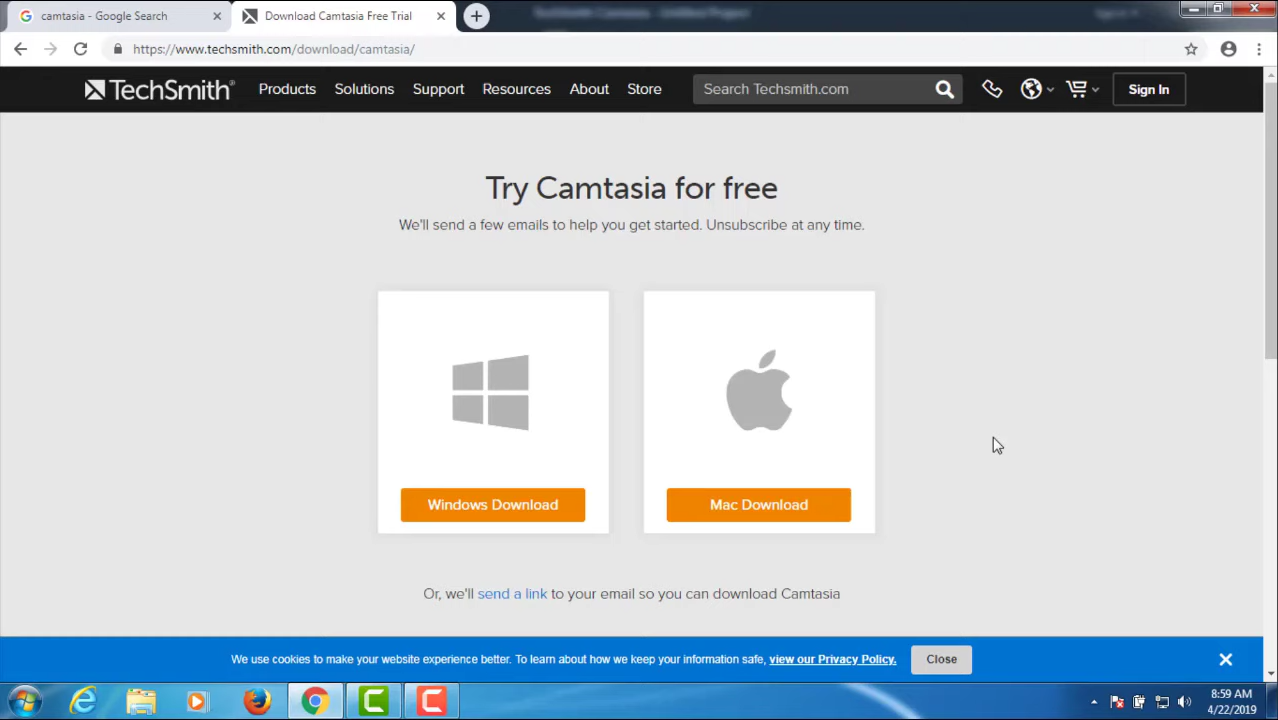 camtasia - Google Search
Download Camtasia Free Trial
https://www.techsmith.com/download/camtasia/
TechSmith®
Products
Solutions
Support
Resources
About
Store
Search Techsmith.com
Sign In
Try Camtasia for free
We'll send a few emails to help you get started. Unsubscribe at any time.
Windows Download
Mac Download
Or, we'll send a link to your email so you can download Camtasia
We use cookies to make your website experience better. To learn about how we keep your information safe, view our Privacy Policy.
Close
8:59 AM
4/22/2019